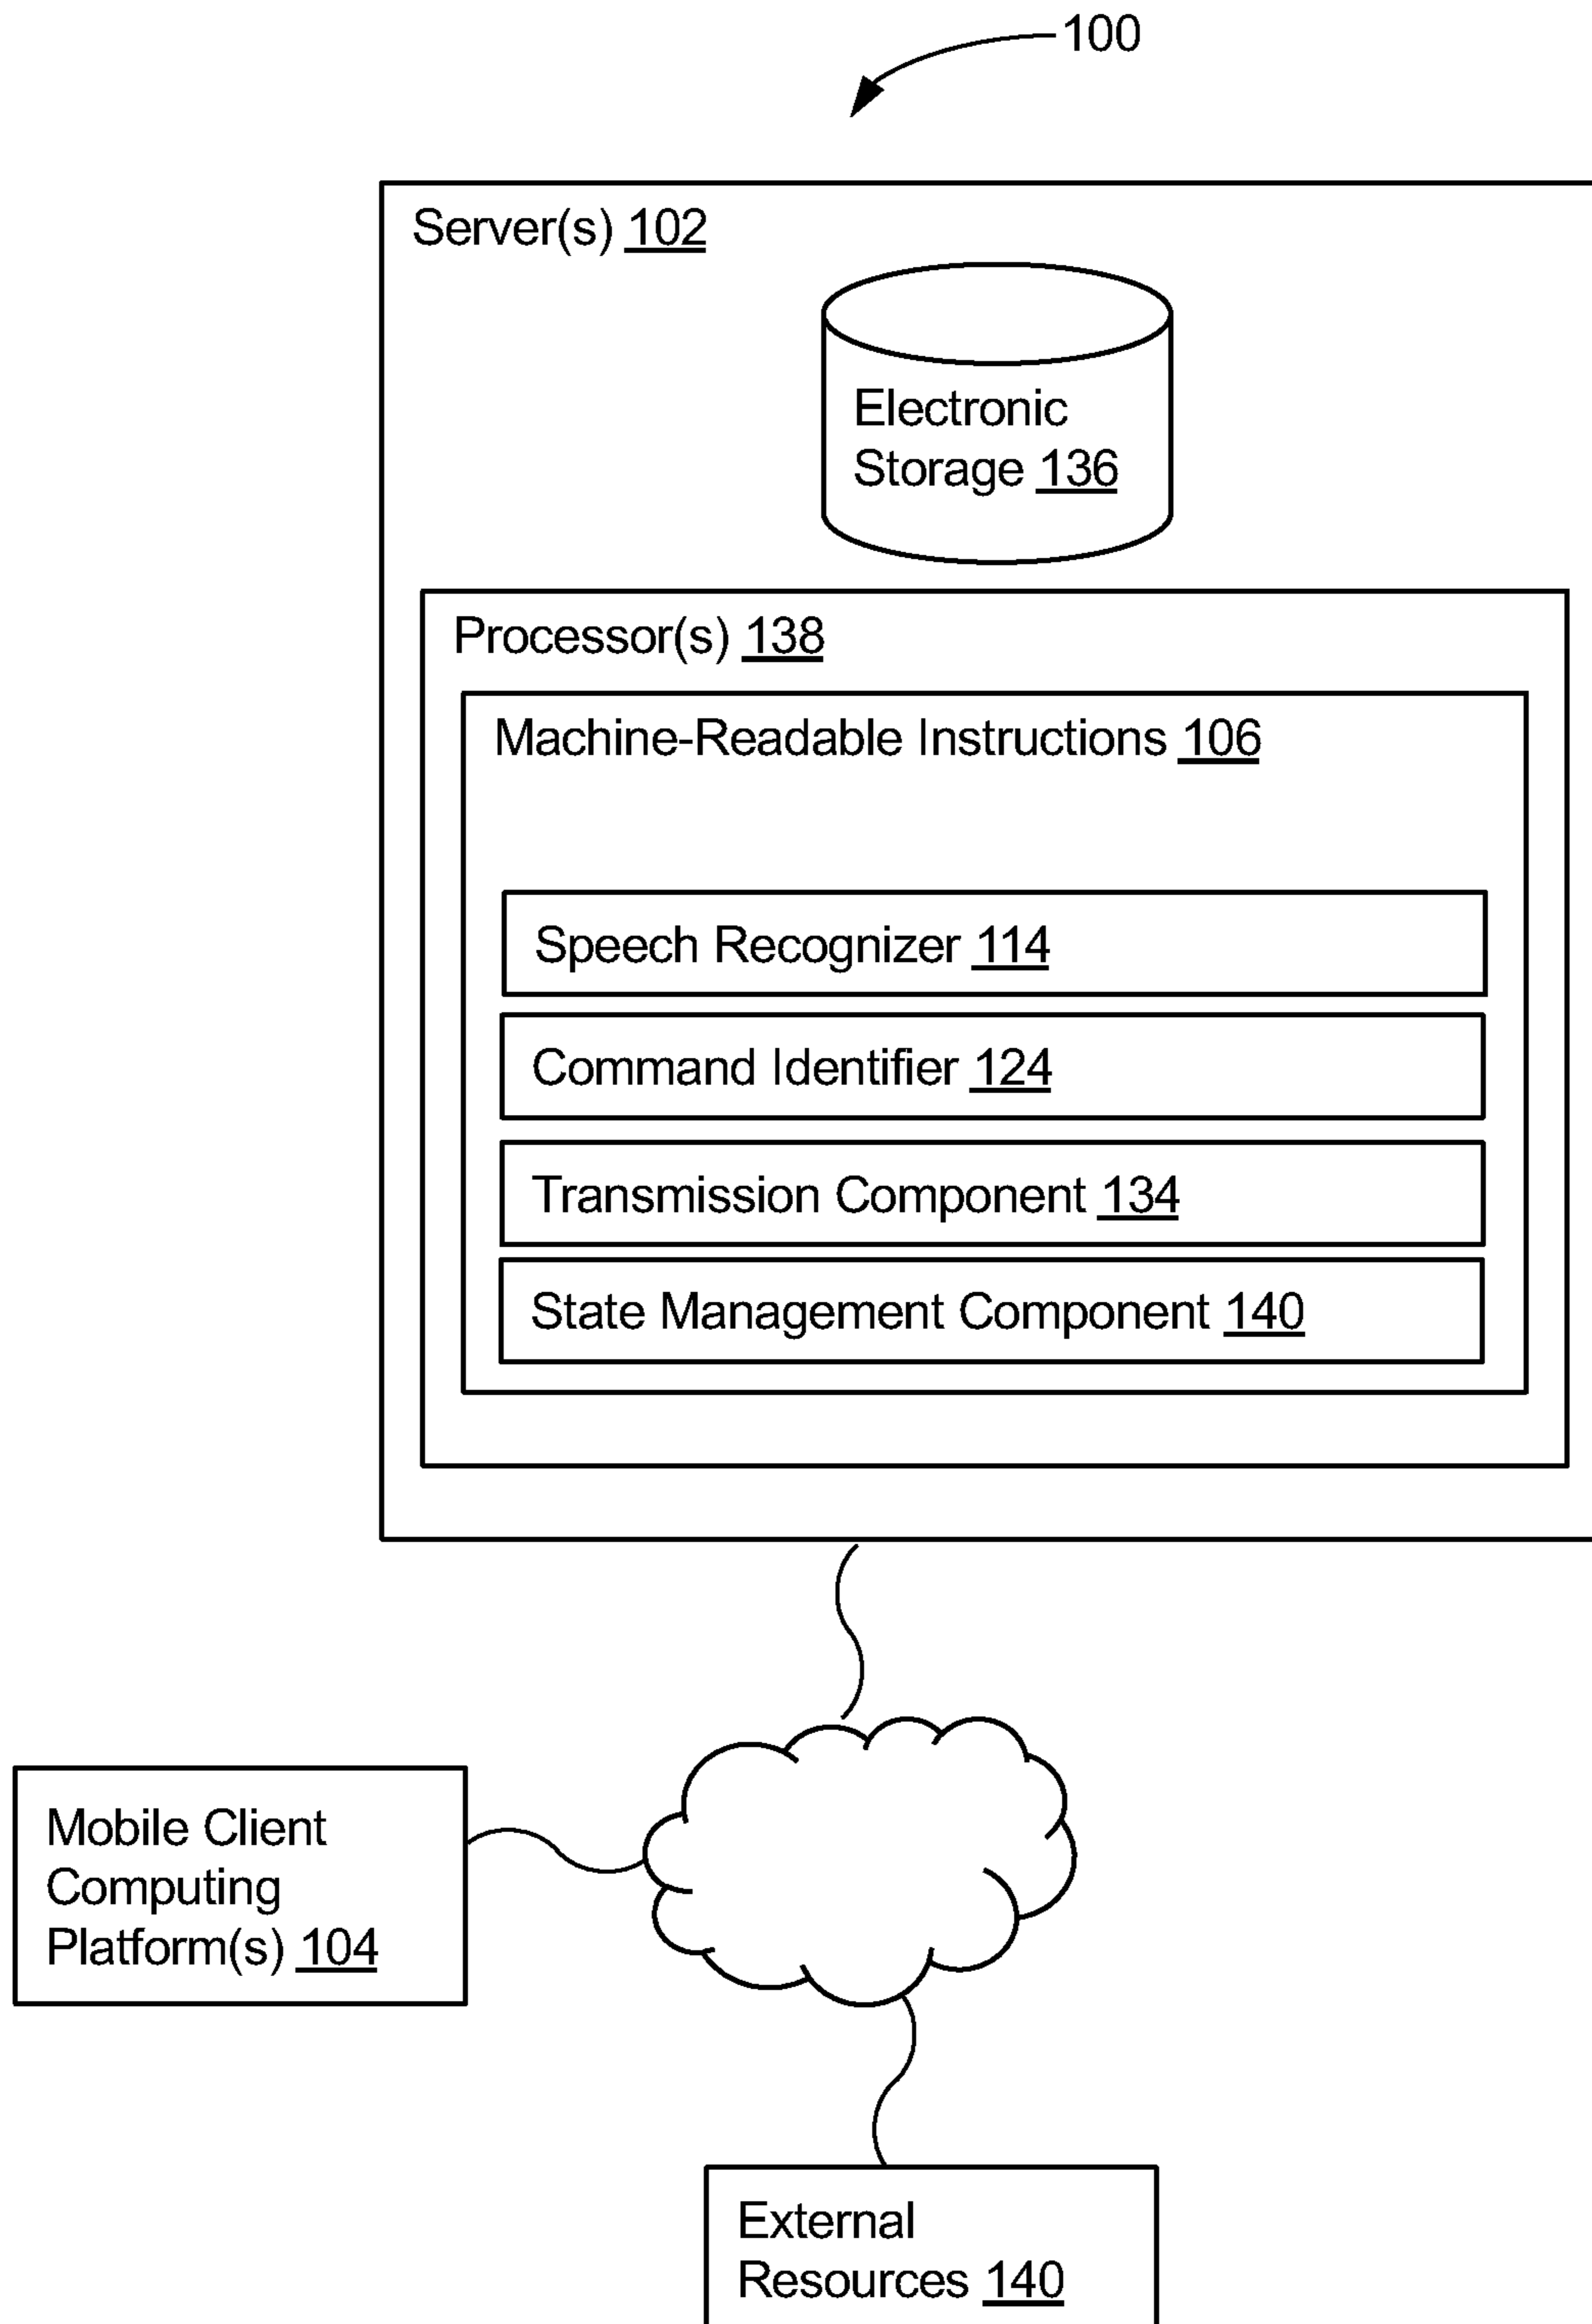 100
Server(s) 102
Electronic
Storage 136
Processor(s) 138
Machine-Readable Instructions 106
Speech Recognizer 114
Command Identifier 124
Transmission Component 134
State Management Component 140
Mobile Client
Computing
Platform(s) 104
External
Resources 140